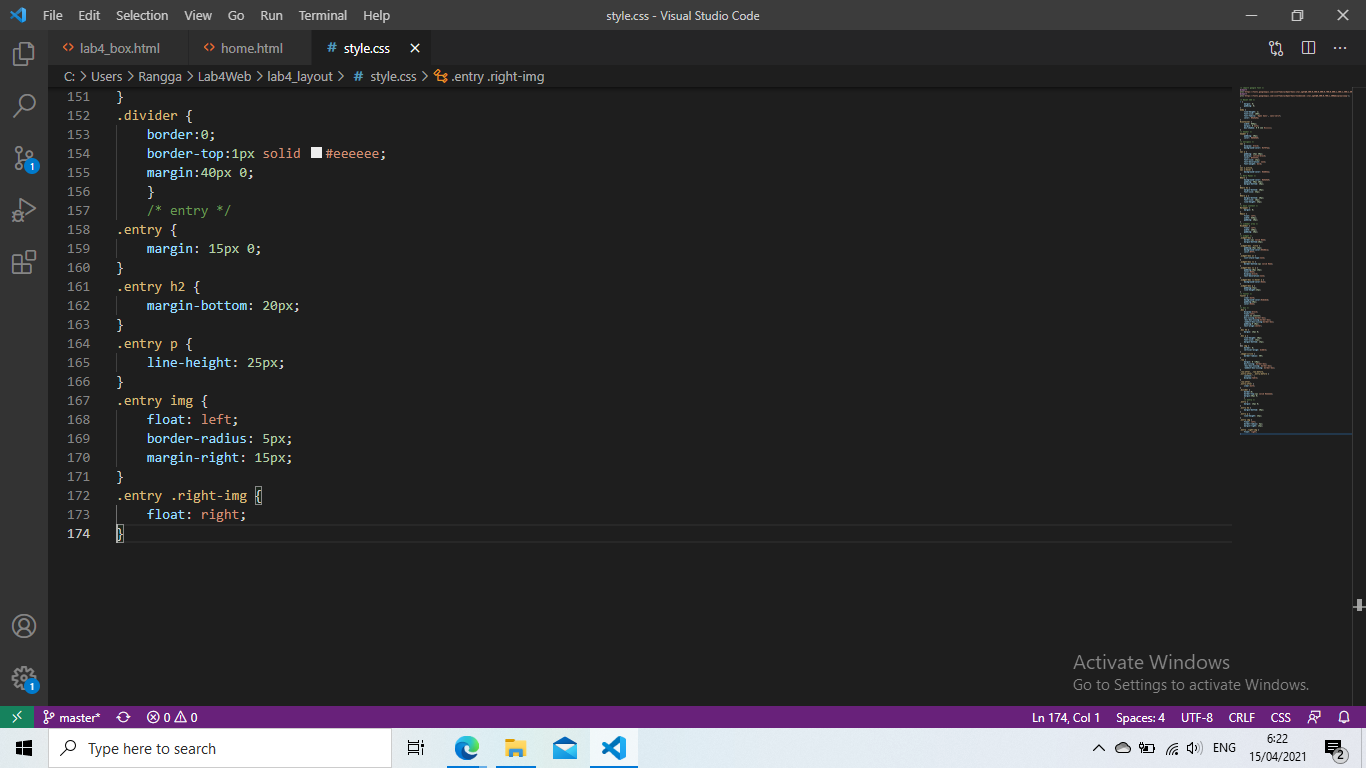 File Edit Selection View Go Run Terminal Help style.css - Visual Studio Code
lab4_box.html home.html # style.css
C: > Users > Rangga > Lab4Web > lab4_layout > # style.css > .entry .right-img
151 }
152 .divider {
153 border:0;
154 border-top:1px solid #eeeeee;
155 margin:40px 0;
156 }
157 /* entry */
158 .entry {
159 margin: 15px 0;
160 }
161 .entry h2 {
162 margin-bottom: 20px;
163 }
164 .entry p {
165 line-height: 25px;
166 }
167 .entry img {
168 float: left;
169 border-radius: 5px;
170 margin-right: 15px;
171 }
172 .entry .right-img {
173 float: right;
174 }
1
1
Activate Windows
Go to Settings to activate Windows.
master* 0 0 Ln 174, Col 1 Spaces: 4 UTF-8 CRLF CSS
Type here to search ENG 6:22
15/04/2021 2